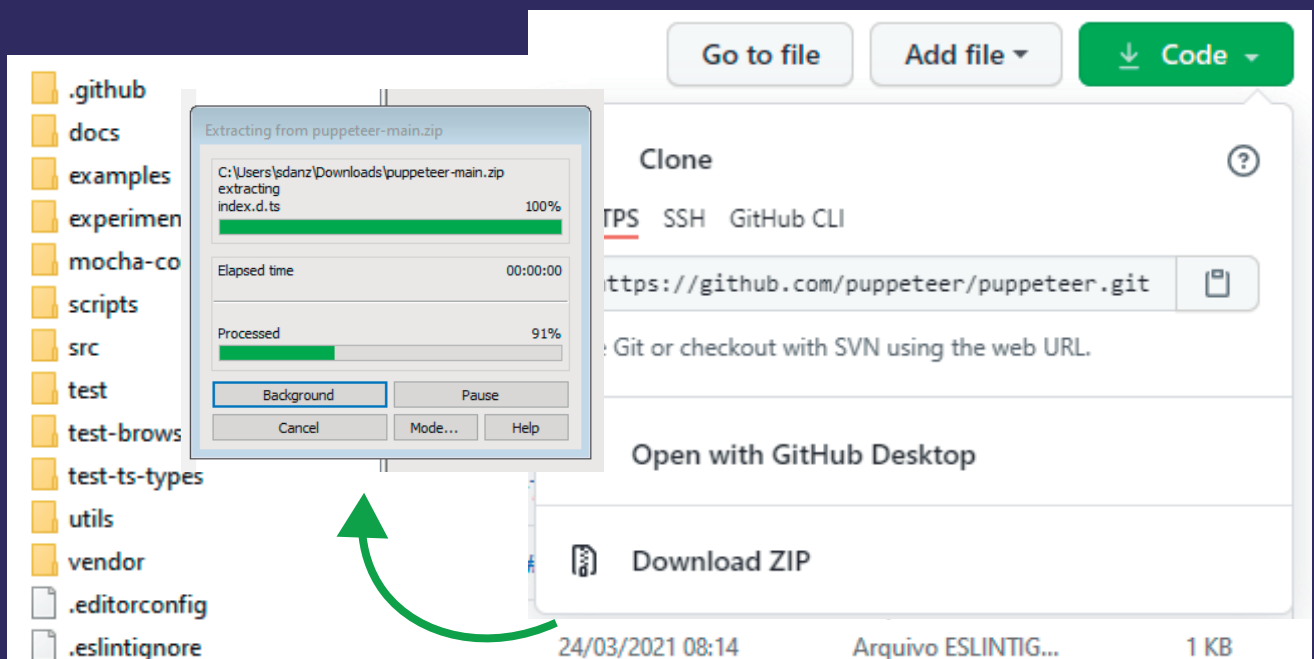 Go to file
Add file
Code
.github
docs
examples
experimen
mocha-co
scripts
src
test
test-brows
test-ts-types
utils
vendor
.editorconfig
.eslintignore
Extracting from puppeteer-main.zip
C:\Users\sdanz\Downloads\puppeteer-main.zip
extracting
index.d.ts 100%
Elapsed time 00:00:00
Processed 91%
Background Pause
Cancel Mode... Help
Clone
TPS SSH GitHub CLI
ttps://github.com/puppeteer/puppeteer.git
Git or checkout with SVN using the web URL.
Open with GitHub Desktop
Download ZIP
24/03/2021 08:14 Arquivo ESLINTIG... 1 KB